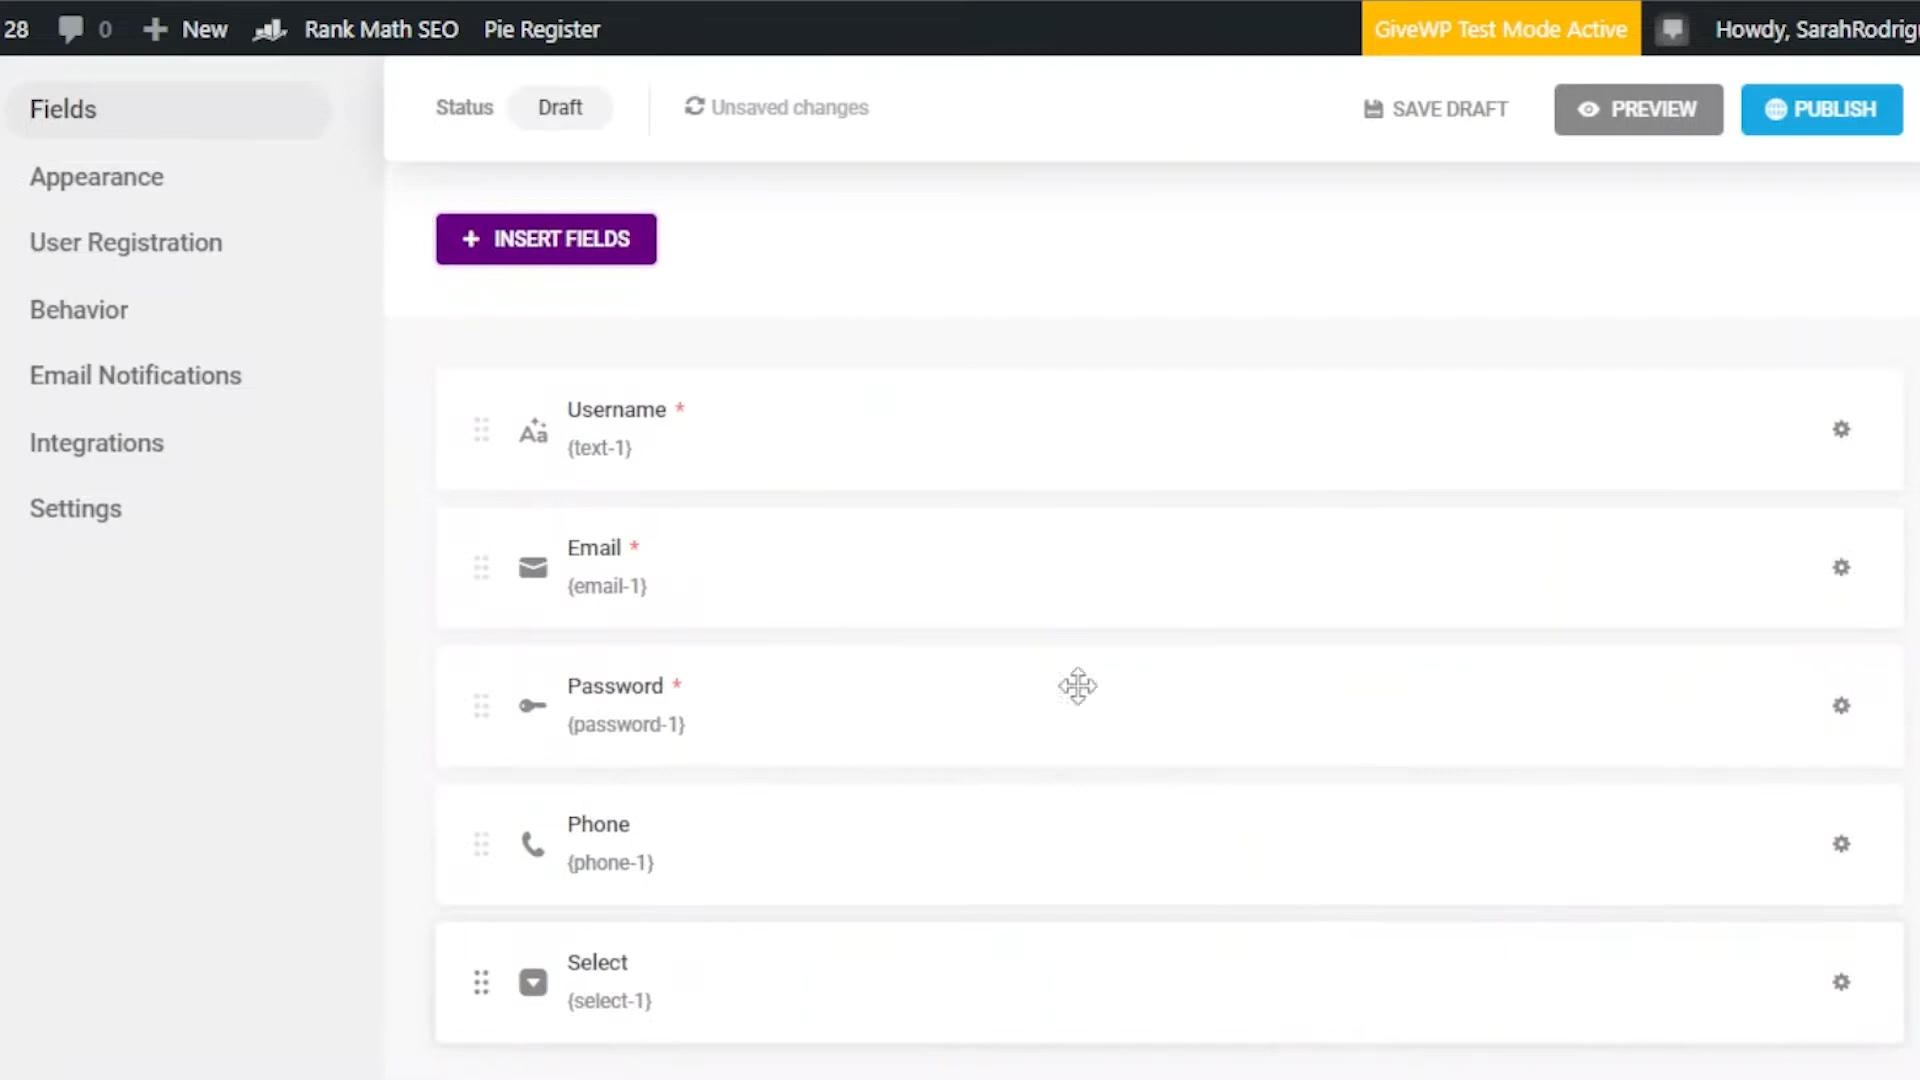 28 0 New Rank Math SEO Pie Register GiveWP Test Mode Active Howdy, SarahRodrig
Fields
Appearance
User Registration
Behavior
Email Notifications
Integrations
Settings
Status Draft Unsaved changes SAVE DRAFT PREVIEW PUBLISH
+ INSERT FIELDS
Username *
{text-1}
Email *
{email-1}
Password *
{password-1}
Phone
{phone-1}
Select
{select-1}